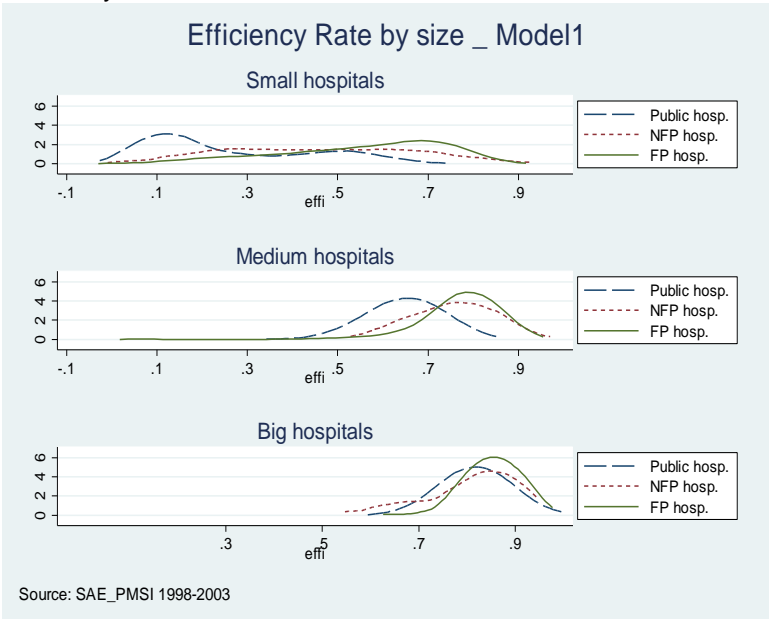 Efficiency Rate by size _ Model1
Small hospitals
6
4
2
0
-.1 .1 .3 .5 .7 .9
effi
Public hosp.
NFP hosp.
FP hosp.
Medium hospitals
6
4
2
0
-.1 .1 .3 .5 .7 .9
effi
Public hosp.
NFP hosp.
FP hosp.
Big hospitals
6
4
2
0
.3 .5 .7 .9
effi
Public hosp.
NFP hosp.
FP hosp.
Source: SAE_PMSI 1998-2003